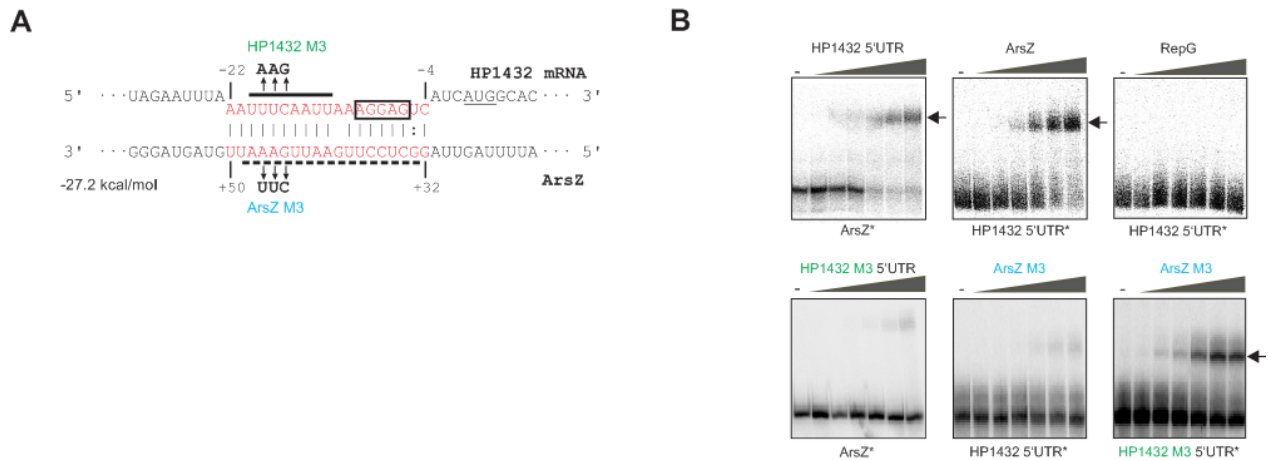 A
HP1432 M3
AAG
-22 -4 HP1432 mRNA
5' ···UAGAAUUUA AUCAUGGCAC··· 3'
AAUUUCAAUUAAAGGAGUC
:
3' ···GGGAUGAUGUUAAAGUUAAGUUCCUCGGAUUGAUUUUA ··· 5'
+50 UUC +32 ArsZ
-27.2 kcal/mol
ArsZ M3
B
HP1432 5'UTR ArsZ RepG
- - -
ArsZ* HP1432 5'UTR* HP1432 5'UTR*
HP1432 M3 5'UTR ArsZ M3 ArsZ M3
- - -
ArsZ* HP1432 5'UTR* HP1432 M3 5'UTR*